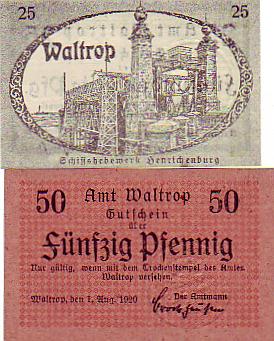 25 25
Waltrop
Schiffshebewerk Henrichenburg
50 Amt Waltrop 50
Gutschein
über
Fünfzig Pfennig
Nur gültig, wenn mit dem Trockenstempel des Amtes
Waltrop versehen.
Waltrop, den 1. Aug. 1920 Der Amtmann